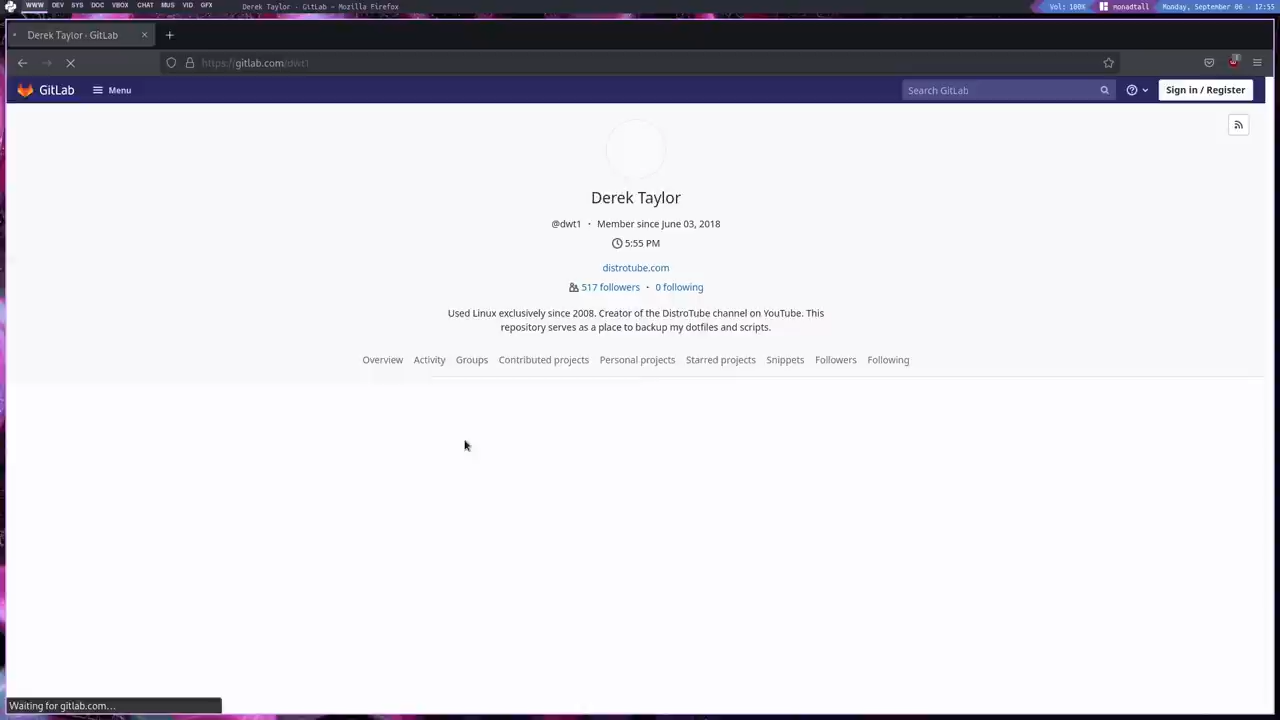 WWW DEV SYS DOC VBOX CHAT MUS VID GFX Derek Taylor · GitLab - Mozilla Firefox Vol: 100% monadtall Monday, September 06 - 17:55
Derek Taylor · GitLab
https://gitlab.com/dwt1
GitLab Menu Search GitLab Sign in / Register
Derek Taylor
@dwt1 · Member since June 03, 2018
5:55 PM
distrotube.com
517 followers · 0 following
Used Linux exclusively since 2008. Creator of the DistroTube channel on YouTube. This
repository serves as a place to backup my dotfiles and scripts.
Overview Activity Groups Contributed projects Personal projects Starred projects Snippets Followers Following
Waiting for gitlab.com…